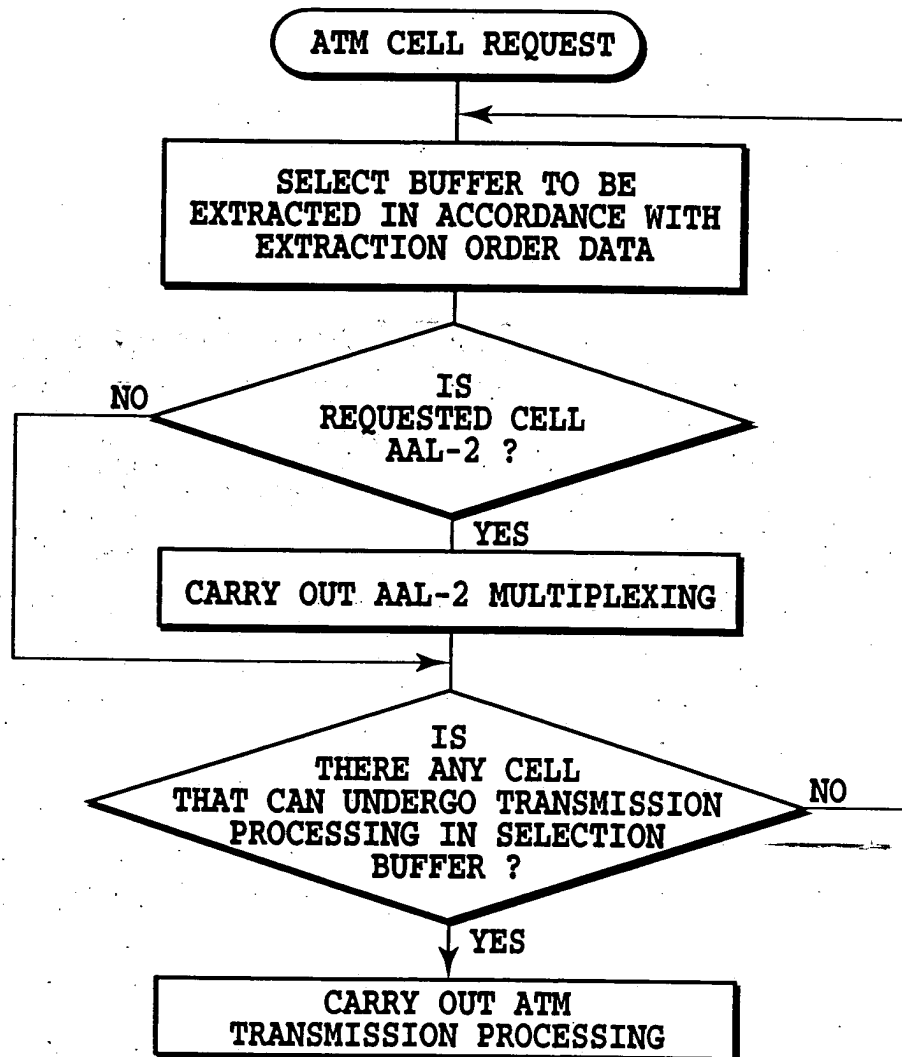 ATM CELL REQUEST
SELECT BUFFER TO BE
EXTRACTED IN ACCORDANCE WITH
EXTRACTION ORDER DATA
NO
IS
REQUESTED CELL
AAL-2 ?
YES
CARRY OUT AAL-2 MULTIPLEXING
IS
THERE ANY CELL
THAT CAN UNDERGO TRANSMISSION
PROCESSING IN SELECTION
BUFFER ?
NO
YES
CARRY OUT ATM
TRANSMISSION PROCESSING